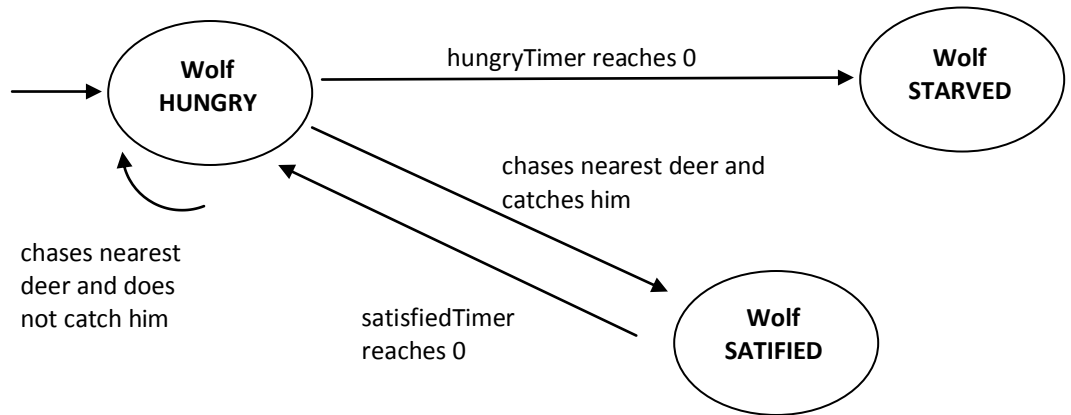 Wolf
HUNGRY
hungryTimer reaches 0
Wolf
STARVED
chases nearest deer and
catches him
chases nearest
deer and does
not catch him
satisfiedTimer
reaches 0
Wolf
SATIFIED